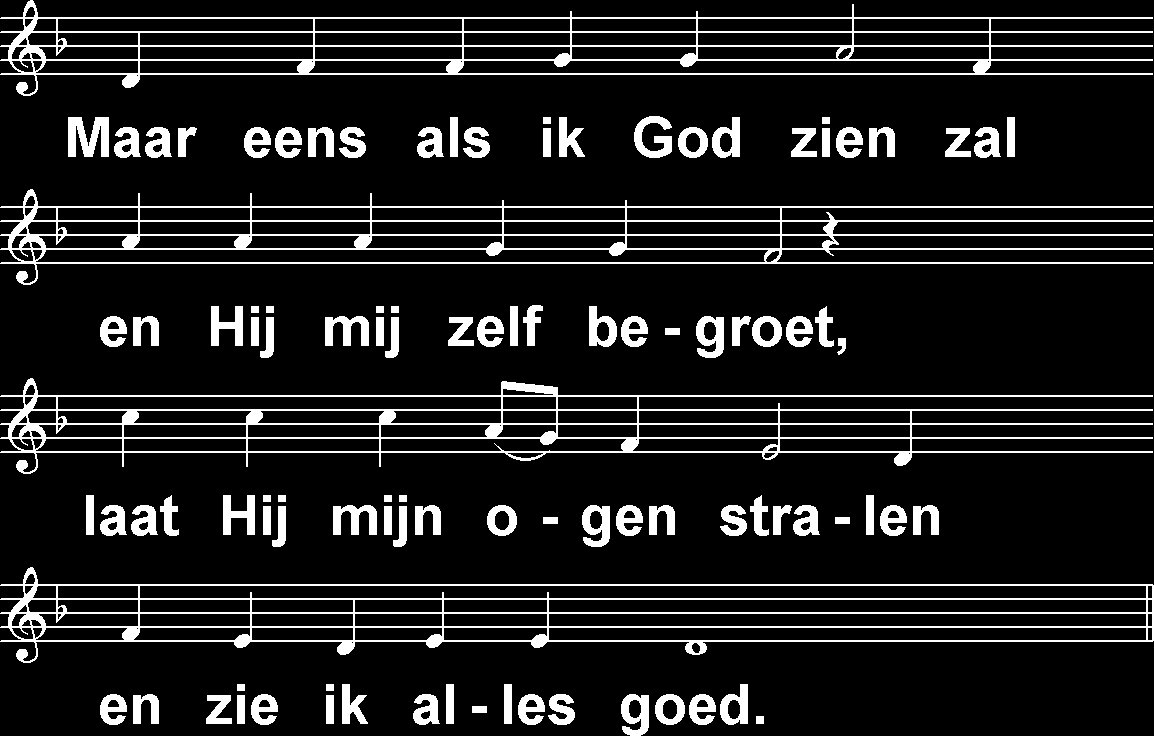 Maar eens als ik God zien zal
en Hij mij zelf be - groet,
laat Hij mijn o - gen stra - len
en zie ik al - les goed.